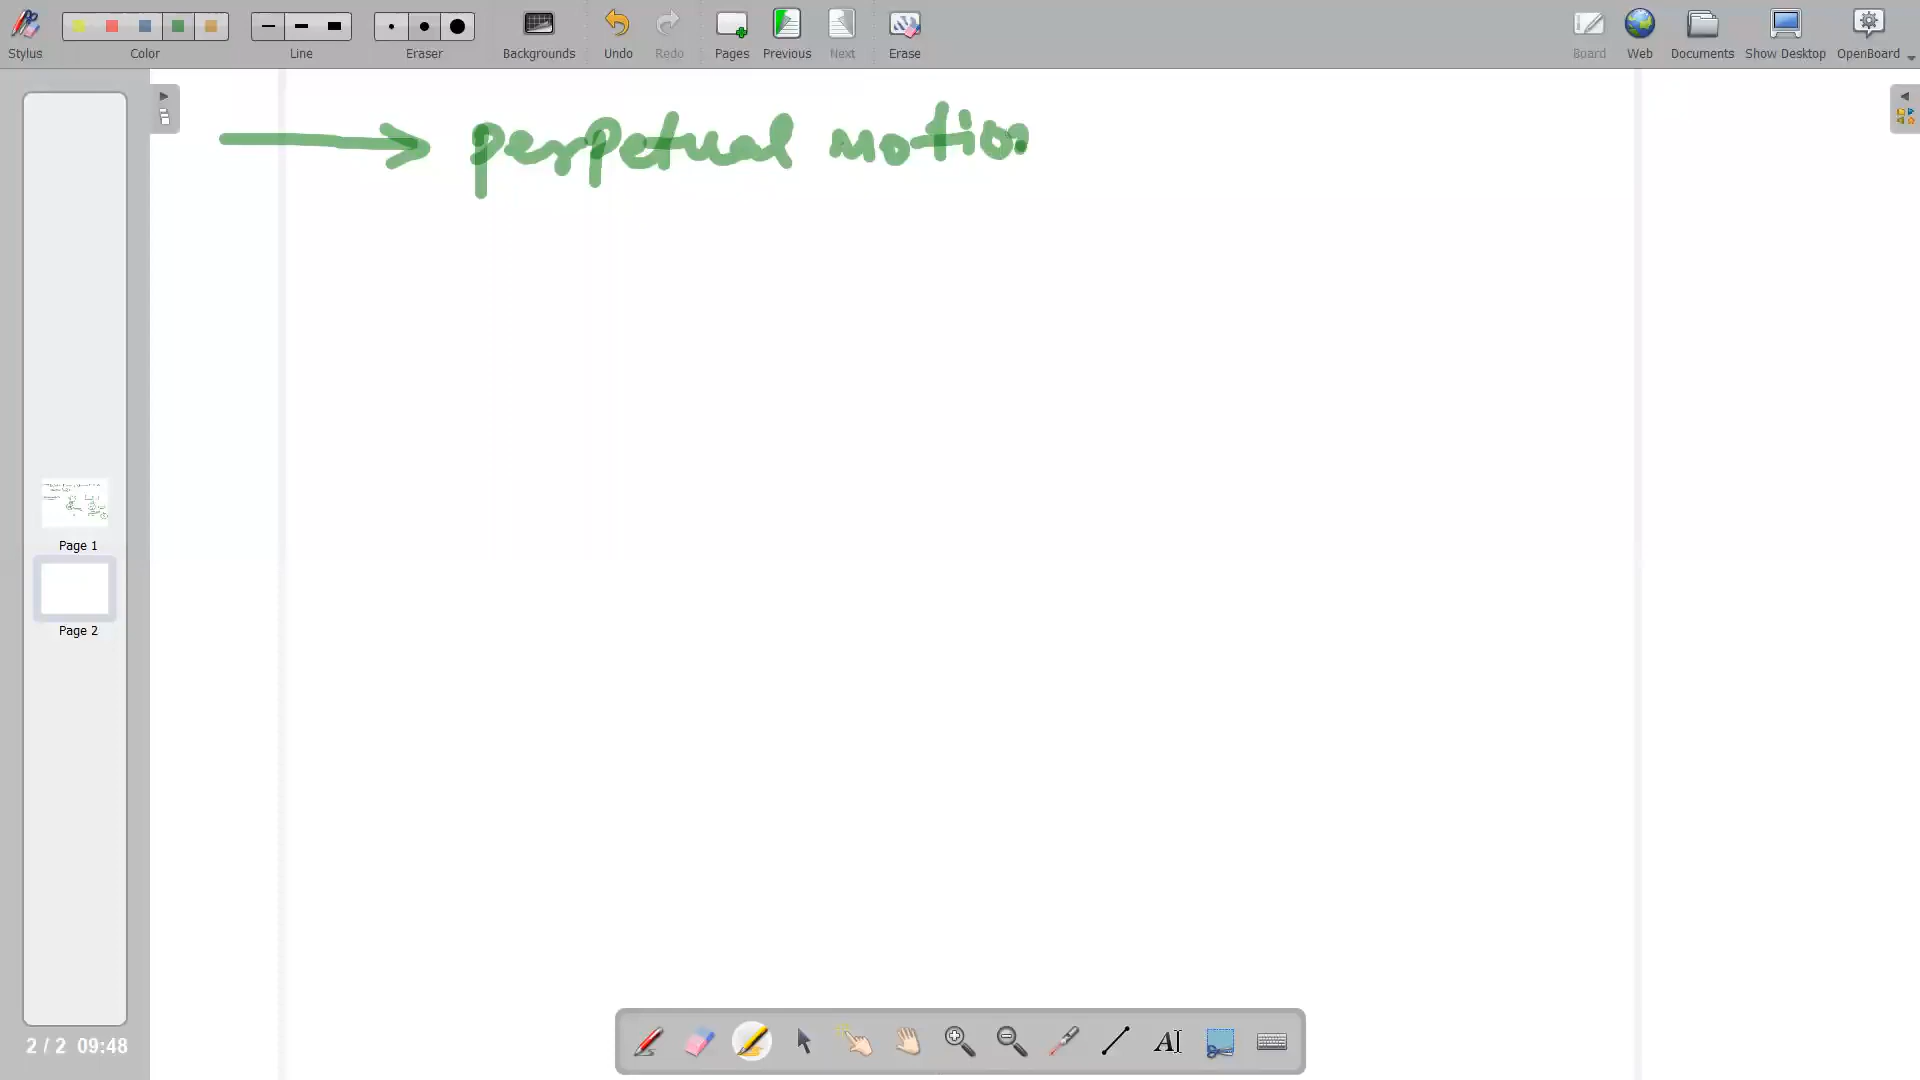 Stylus Color Line Eraser Backgrounds Undo Redo Pages Previous Next Erase Board Web Documents Show Desktop OpenBoard
→ perpetual motio
Page 1
Page 2
2 / 2 09:48